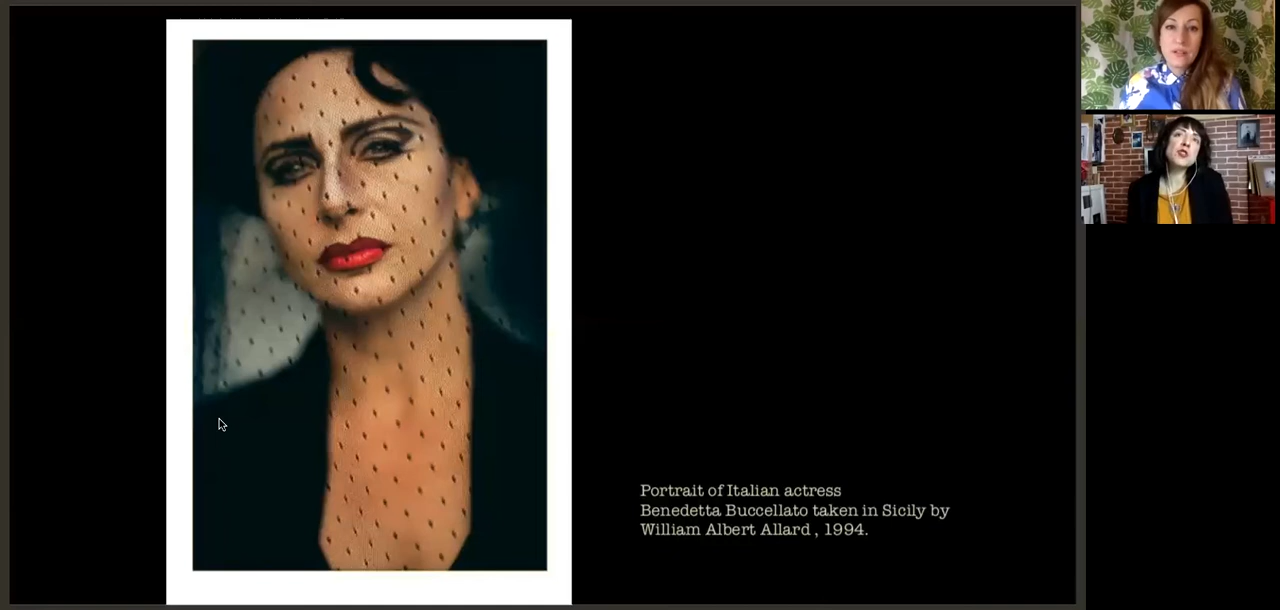 Portrait of Italian actress
Benedetta Buccellato taken in Sicily by
William Albert Allard , 1994.